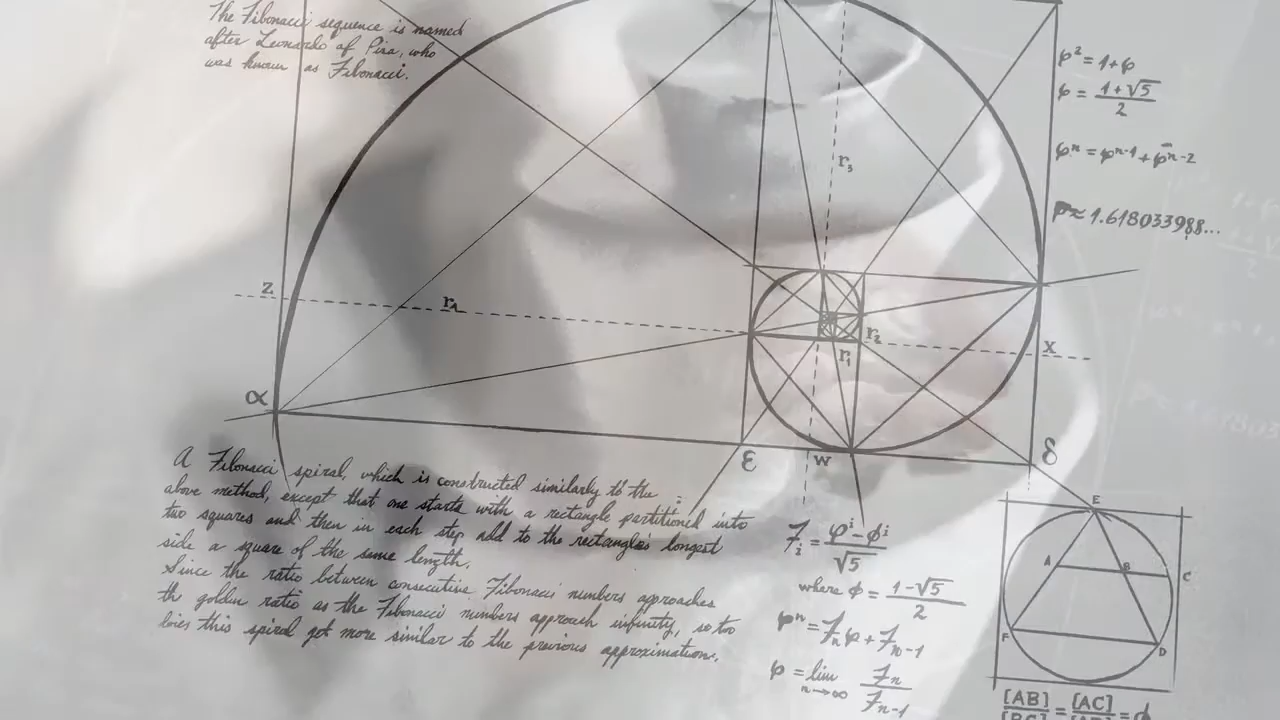 The Fibonacci sequence is named
after Leonardo of Pisa, who
was known as Fibonacci.
φ² = 1+φ
φ = (1+√5)/2
φⁿ = φⁿ⁻¹ + φⁿ⁻²
φ ≈ 1.618033988...
r₃
Z
r₄
r₂
r₁
X
α
ε
W
δ
A Fibonacci spiral, which is constructed similarly to the
above method, except that one starts with a rectangle partitioned into
two squares and then in each step add to the rectangle's longest
side a square of the same length.
Since the ratio between consecutive Fibonacci numbers approaches
th golden ratio as the Fibonacci numbers approach infinity, so too
this spiral get more similar to the previous approximation.
Fᵢ = (φⁱ - ϕⁱ)/√5
where ϕ = (1-√5)/2
φⁿ = Fₙφ + Fₙ₋₁
φ = lim n→∞ Fₙ/Fₙ₋₁
E
A
B
C
F
D
[AB] = [AC] = ϕ